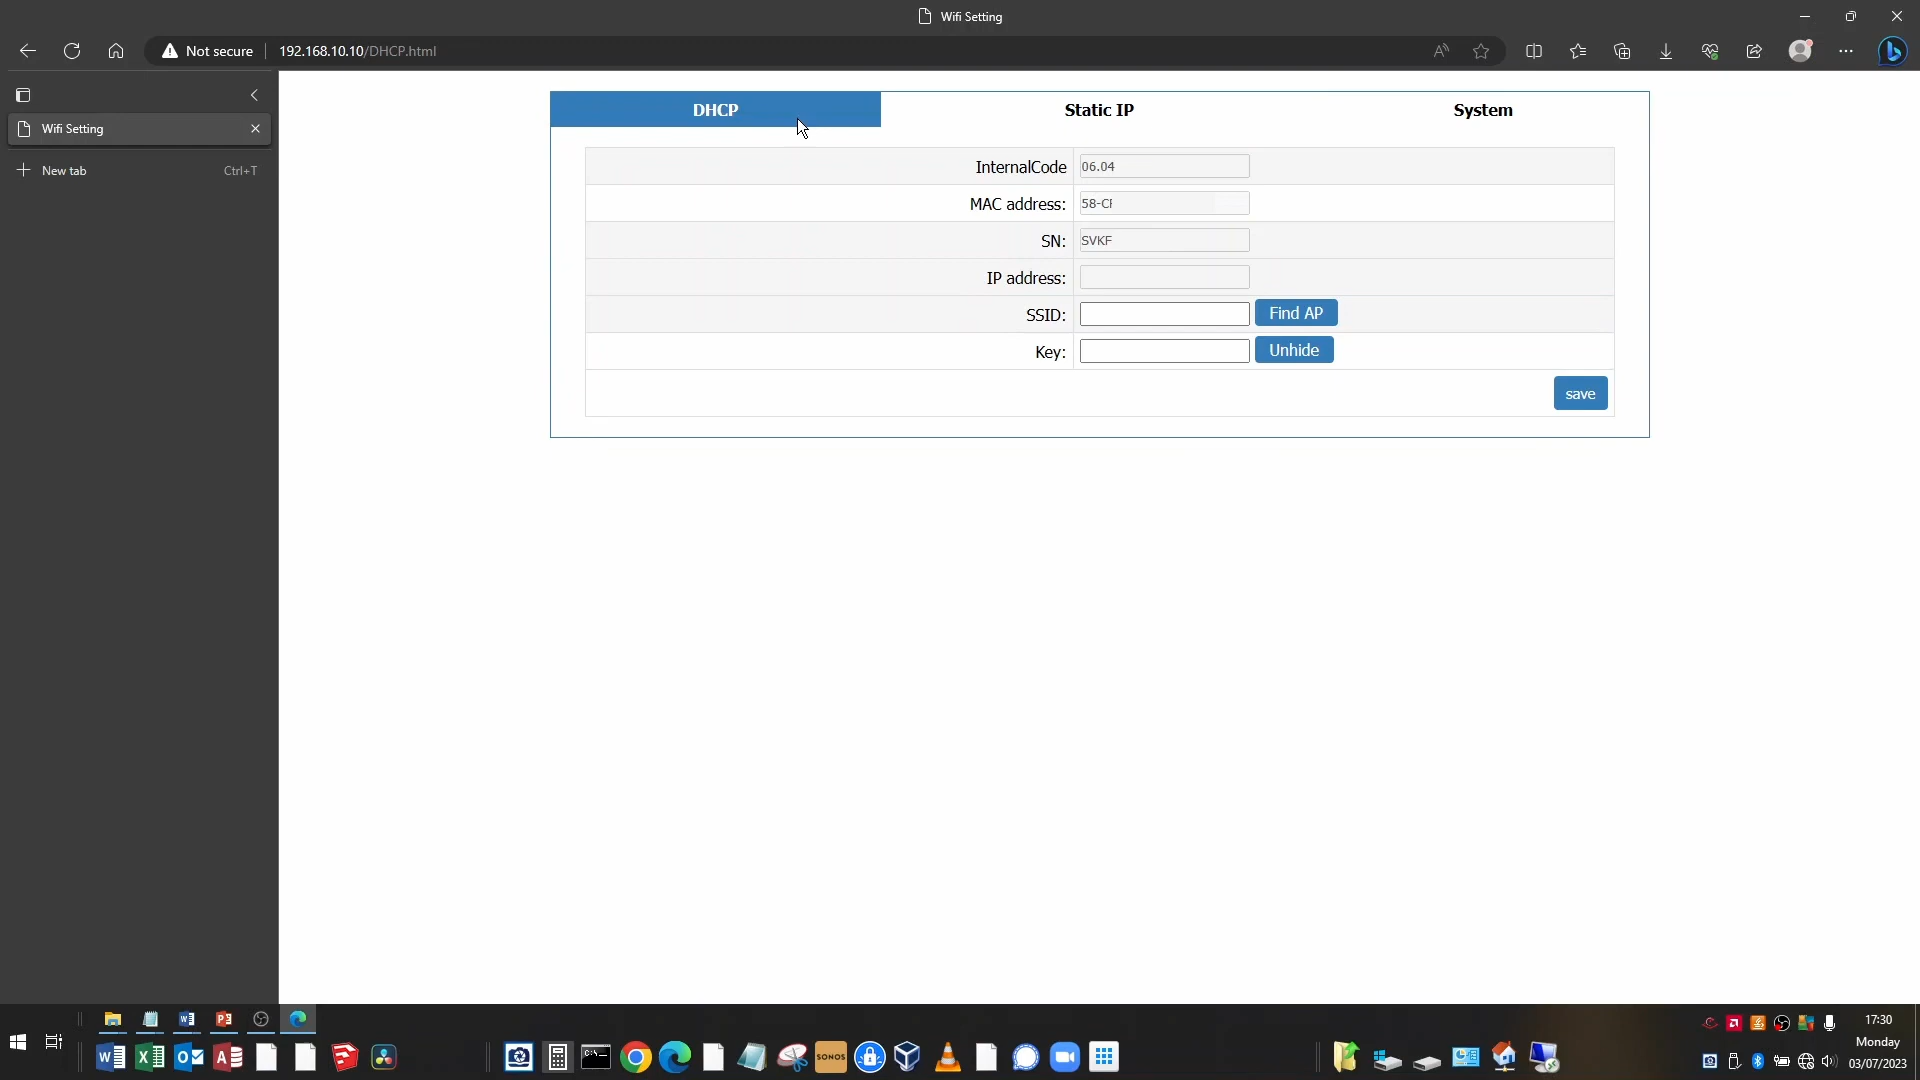 Wifi Setting
Not secure
192.168.10.10/DHCP.html
Wifi Setting
New tab Ctrl+T
DHCP Static IP System
InternalCode 06.04
MAC address: 58-CF
SN: SVKF
IP address:
SSID: Find AP
Key: Unhide
save
17:30
Monday
SONOS
03/07/2023